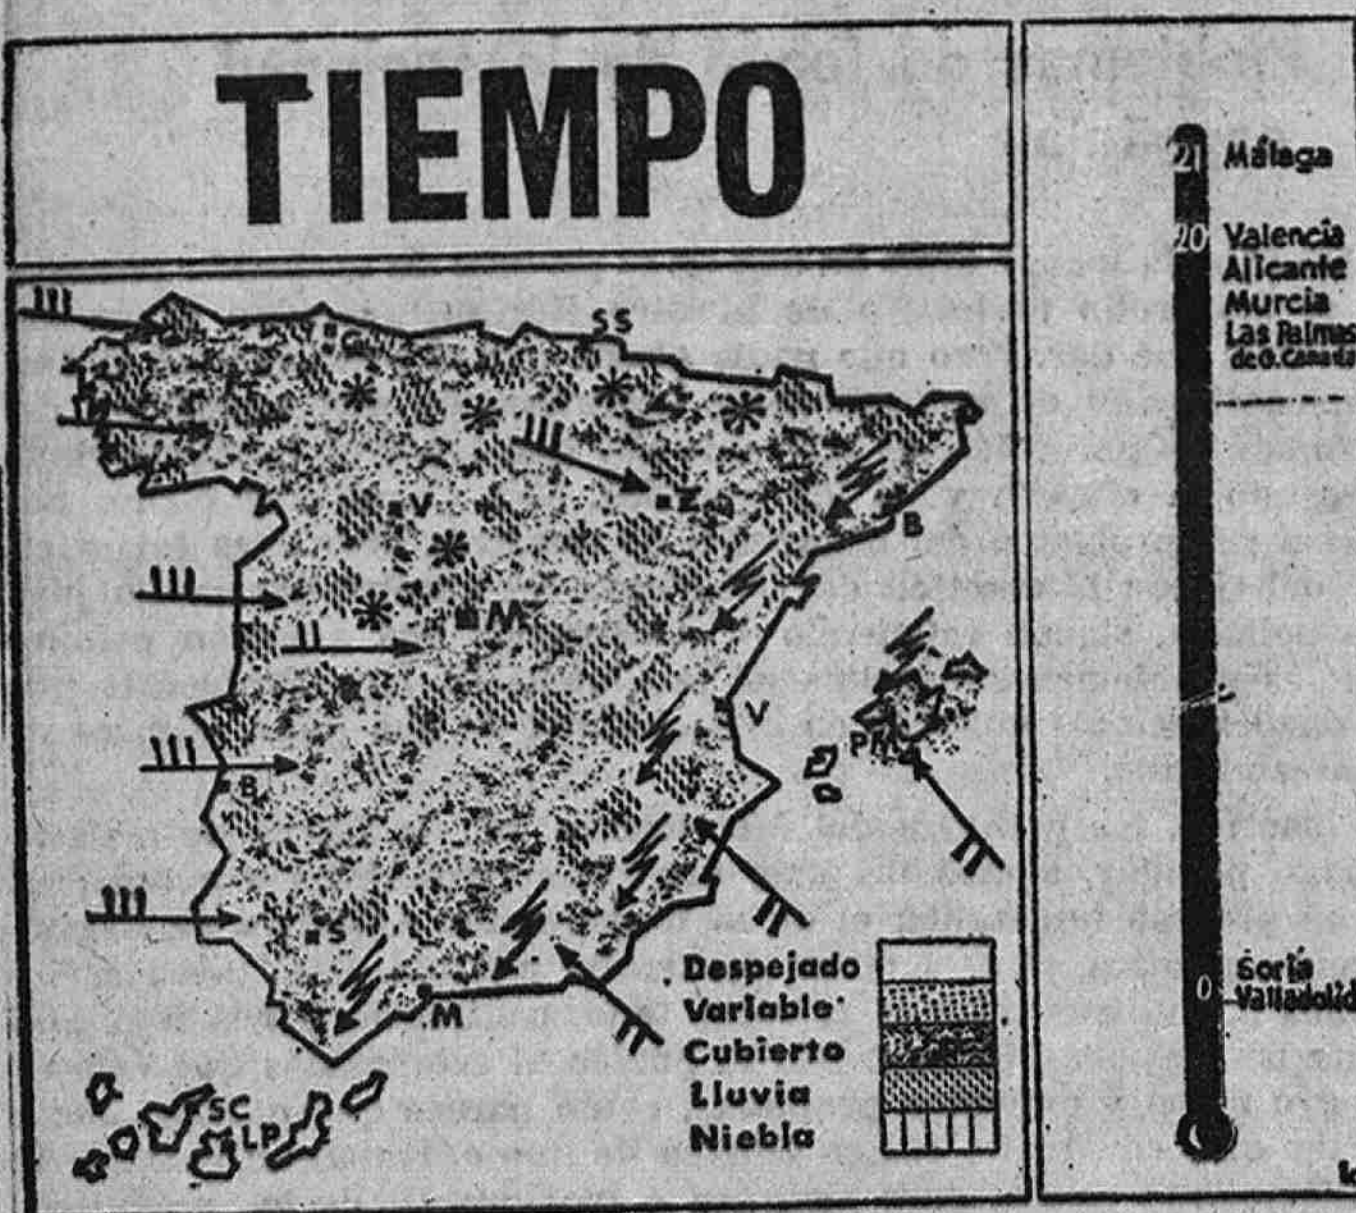 TIEMPO
SS
C
V
Z
B
M
V
PM
B
S
M
SC
LP
Despejado
Variable
Cubierto
Lluvia
Niebla
21 Málaga
20 Valencia
Alicante
Murcia
Las Palmas
de G. Canaria
0 Soria
Valladolid